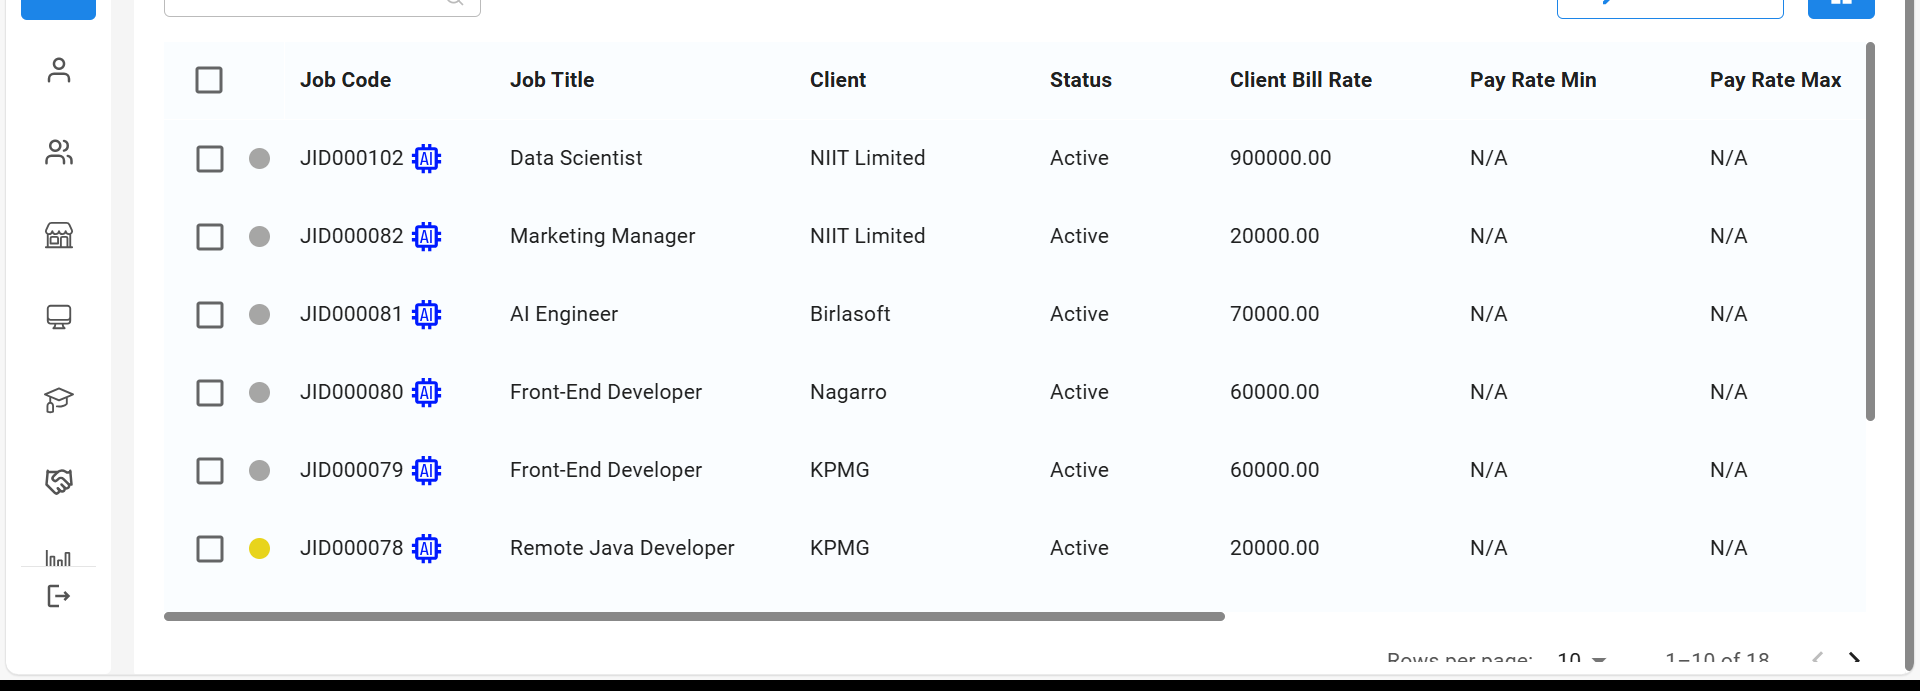 Job Code Job Title Client Status Client Bill Rate Pay Rate Min Pay Rate Max
JID000102 AI Data Scientist NIIT Limited Active 900000.00 N/A N/A
JID000082 AI Marketing Manager NIIT Limited Active 20000.00 N/A N/A
JID000081 AI AI Engineer Birlasoft Active 70000.00 N/A N/A
JID000080 AI Front-End Developer Nagarro Active 60000.00 N/A N/A
JID000079 AI Front-End Developer KPMG Active 60000.00 N/A N/A
JID000078 AI Remote Java Developer KPMG Active 20000.00 N/A N/A
Rows per page: 10 1–10 of 18